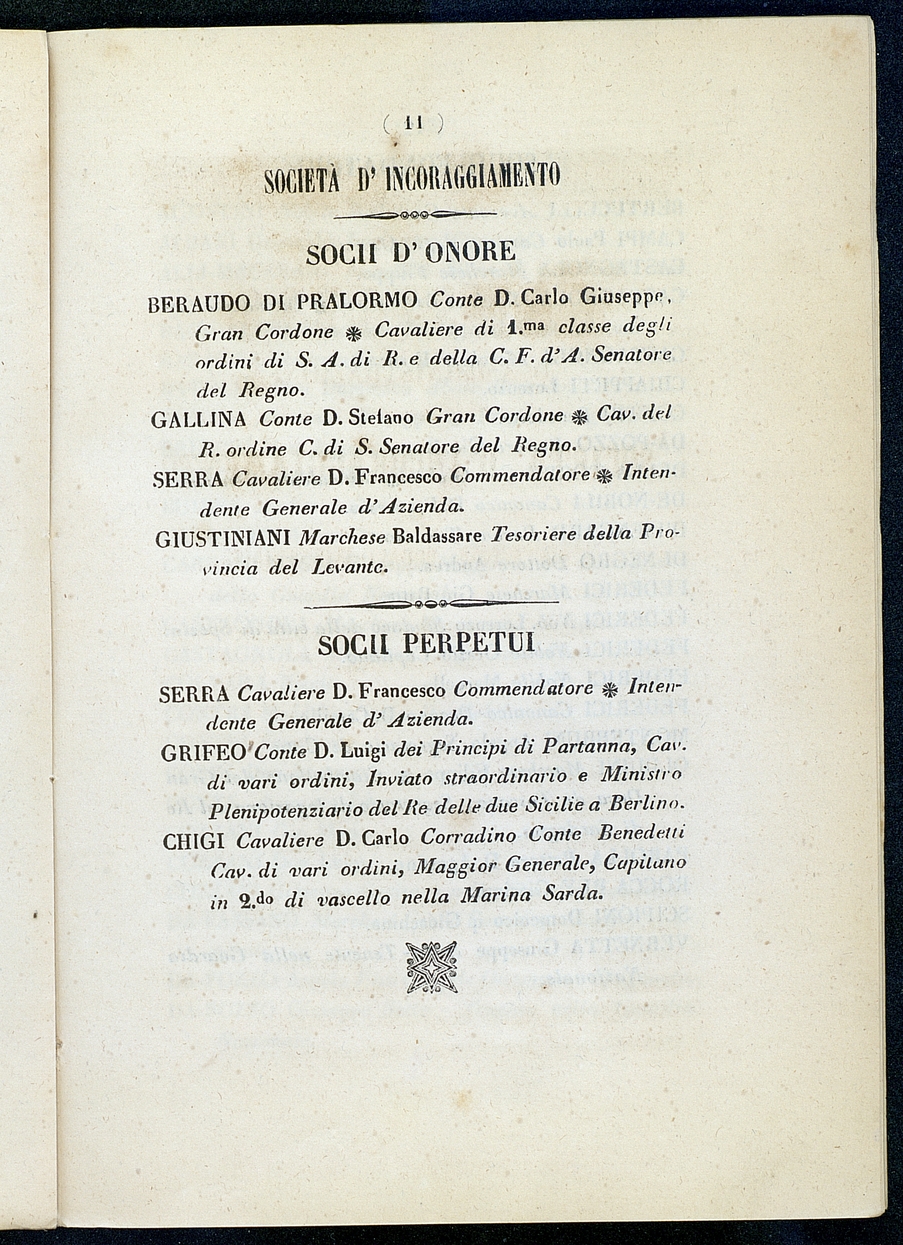 ( 11 )
SOCIETÀ D' INCORAGGIAMENTO
SOCII D' ONORE
BERAUDO DI PRALORMO Conte D. Carlo Giuseppe,
Gran Cordone ❋ Cavaliere di 1.ma classe degli
ordini di S. A. di R. e della C. F. d'A. Senatore
del Regno.
GALLINA Conte D. Stefano Gran Cordone ❋ Cav. del
R. ordine C. di S. Senatore del Regno.
SERRA Cavaliere D. Francesco Commendatore ❋ Inten-
dente Generale d'Azienda.
GIUSTINIANI Marchese Baldassare Tesoriere della Pro-
vincia del Levante.
SOCII PERPETUI
SERRA Cavaliere D. Francesco Commendatore ❋ Inten-
dente Generale d' Azienda.
GRIFEO Conte D. Luigi dei Principi di Partanna, Cav.
di vari ordini, Inviato straordinario e Ministro
Plenipotenziario del Re delle due Sicilie a Berlino.
CHIGI Cavaliere D. Carlo Corradino Conte Benedetti
Cav. di vari ordini, Maggior Generale, Capitano
in 2.do di vascello nella Marina Sarda.